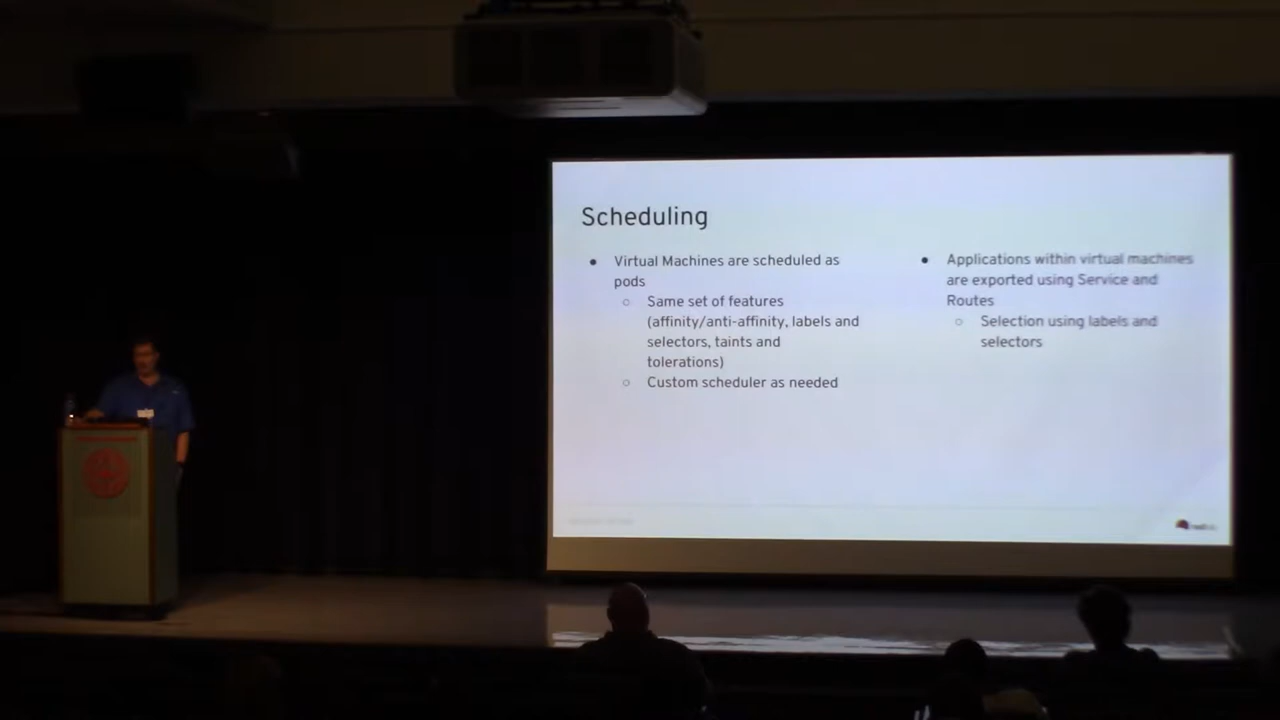 Scheduling
● Virtual Machines are scheduled as
pods
○ Same set of features
(affinity/anti-affinity, labels and
selectors, taints and
tolerations)
○ Custom scheduler as needed
● Applications within virtual machines
are exported using Service and
Routes
○ Selection using labels and
selectors